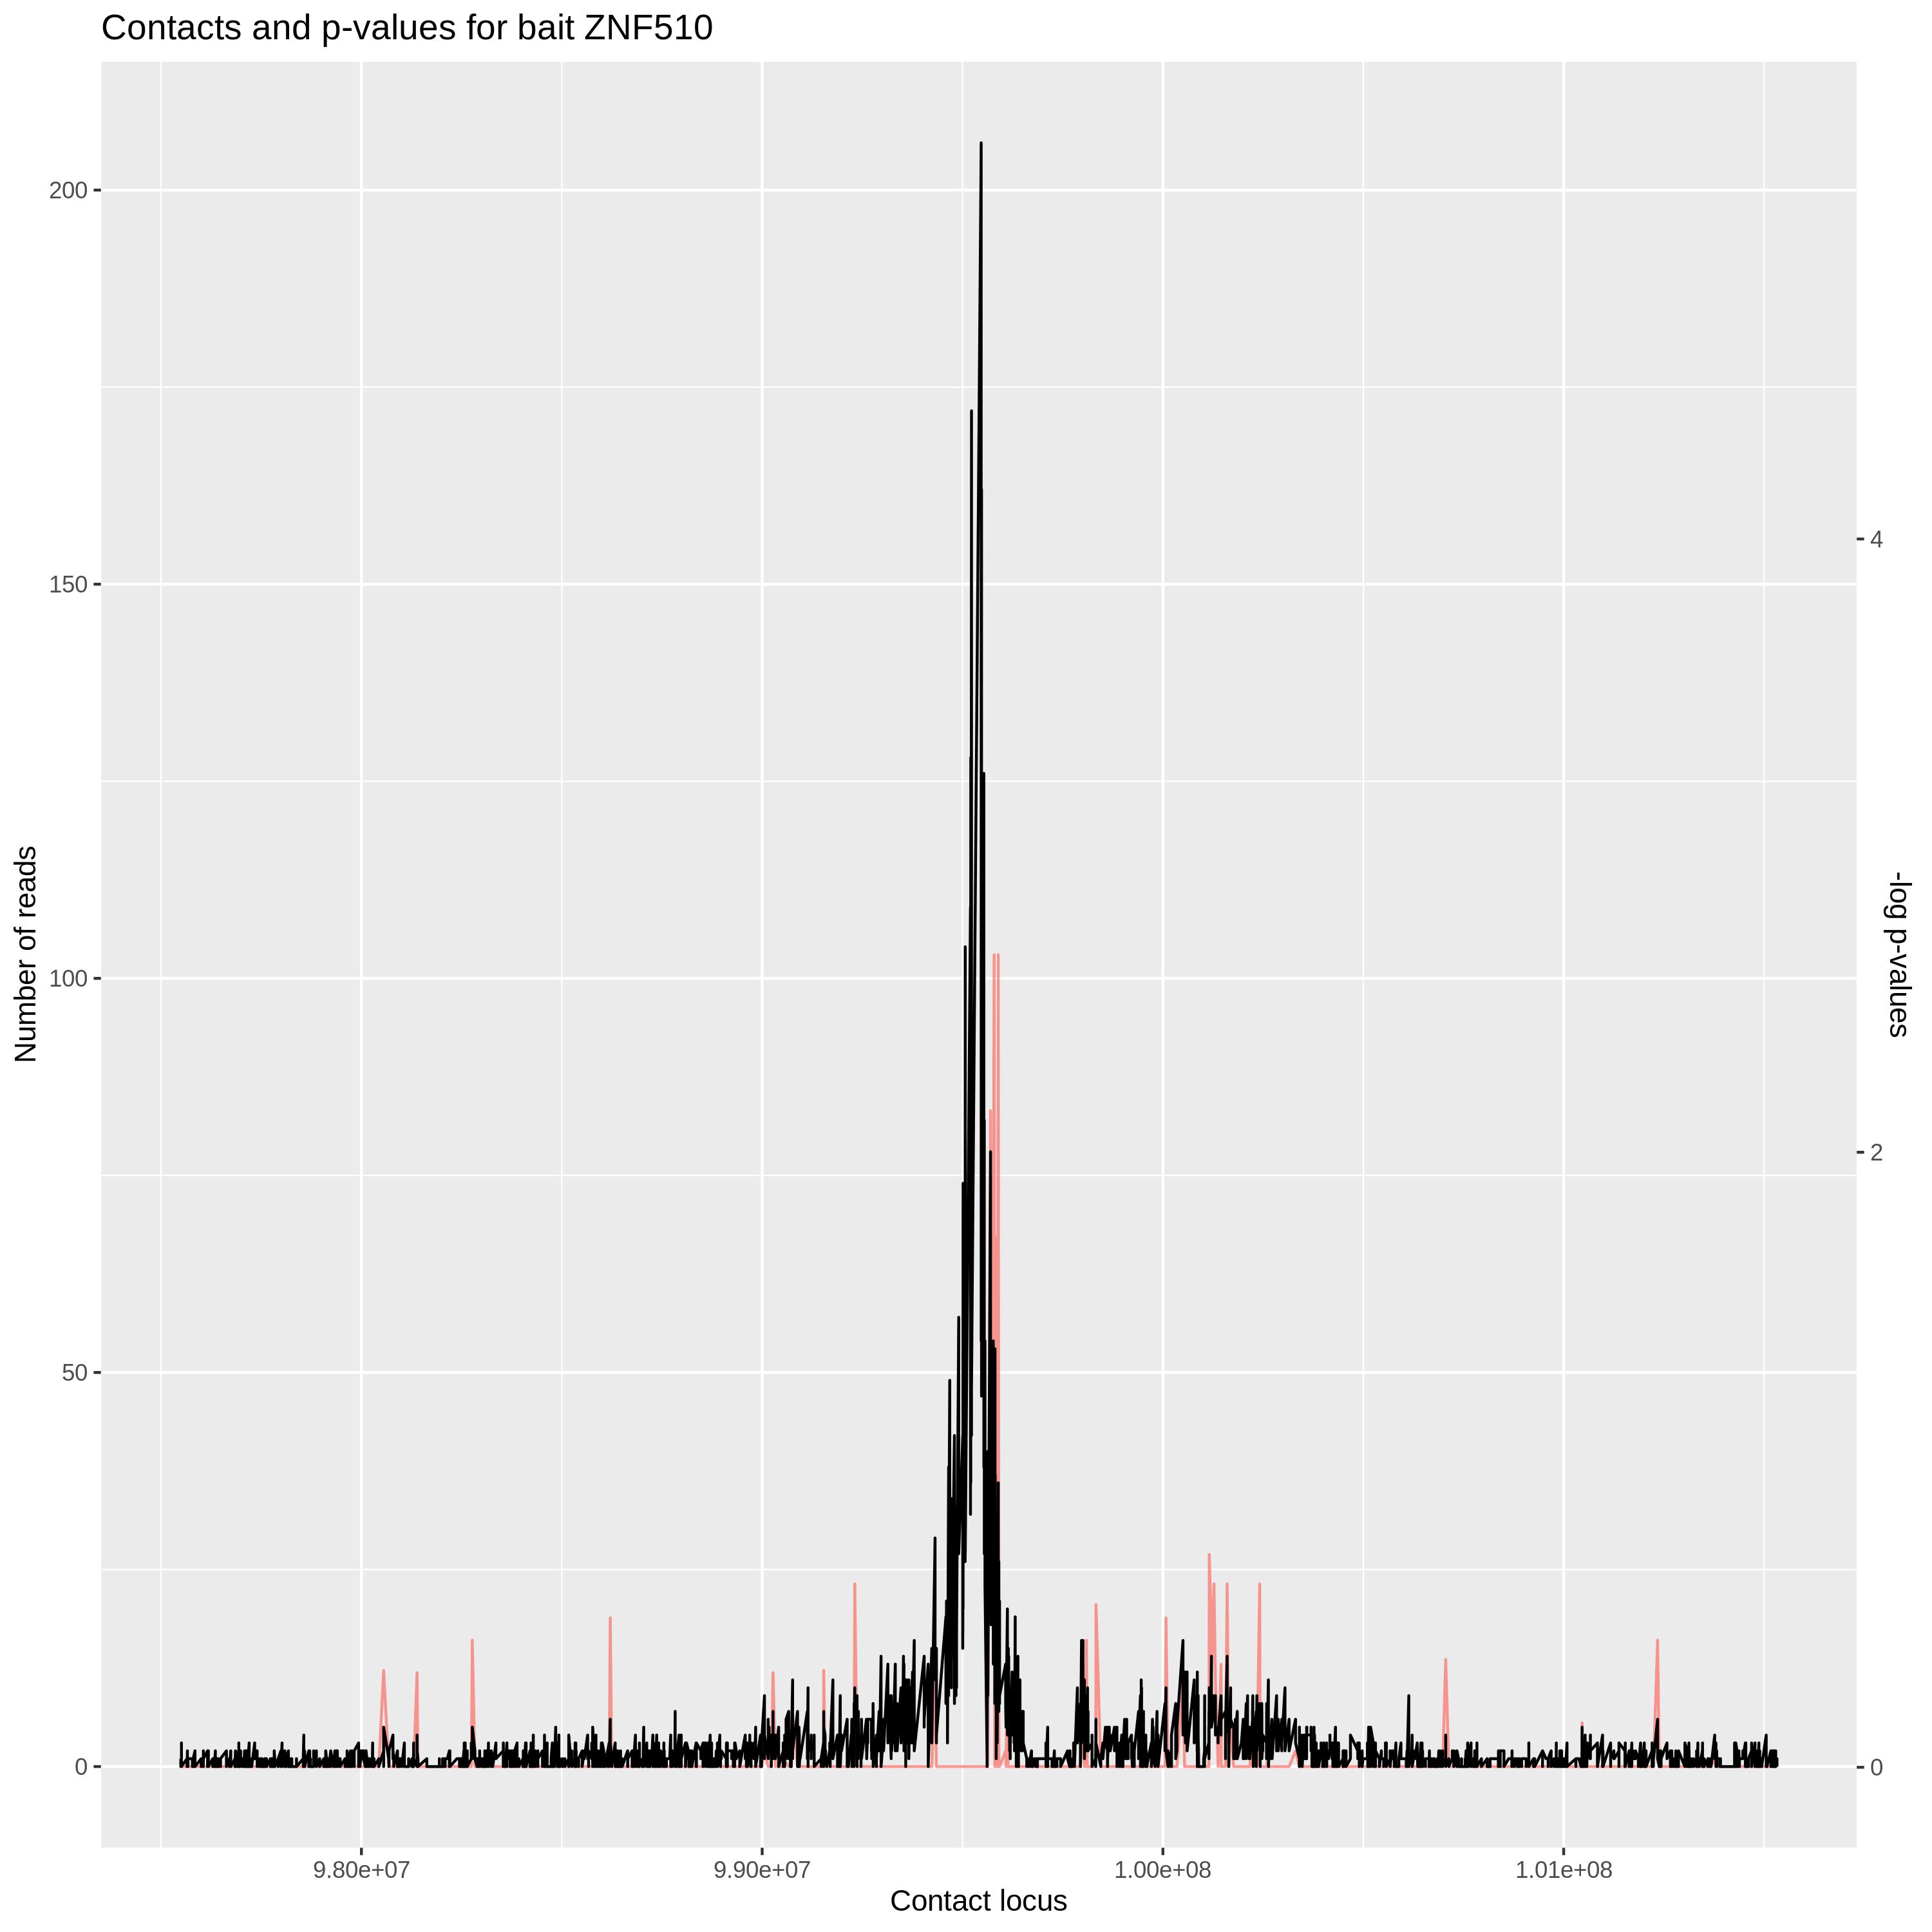 Contacts and p-values for bait ZNF510
200
150
100
50
0
4
2
0
Number of reads
-log p-values
9.80e+07
9.90e+07
1.00e+08
1.01e+08
Contact locus